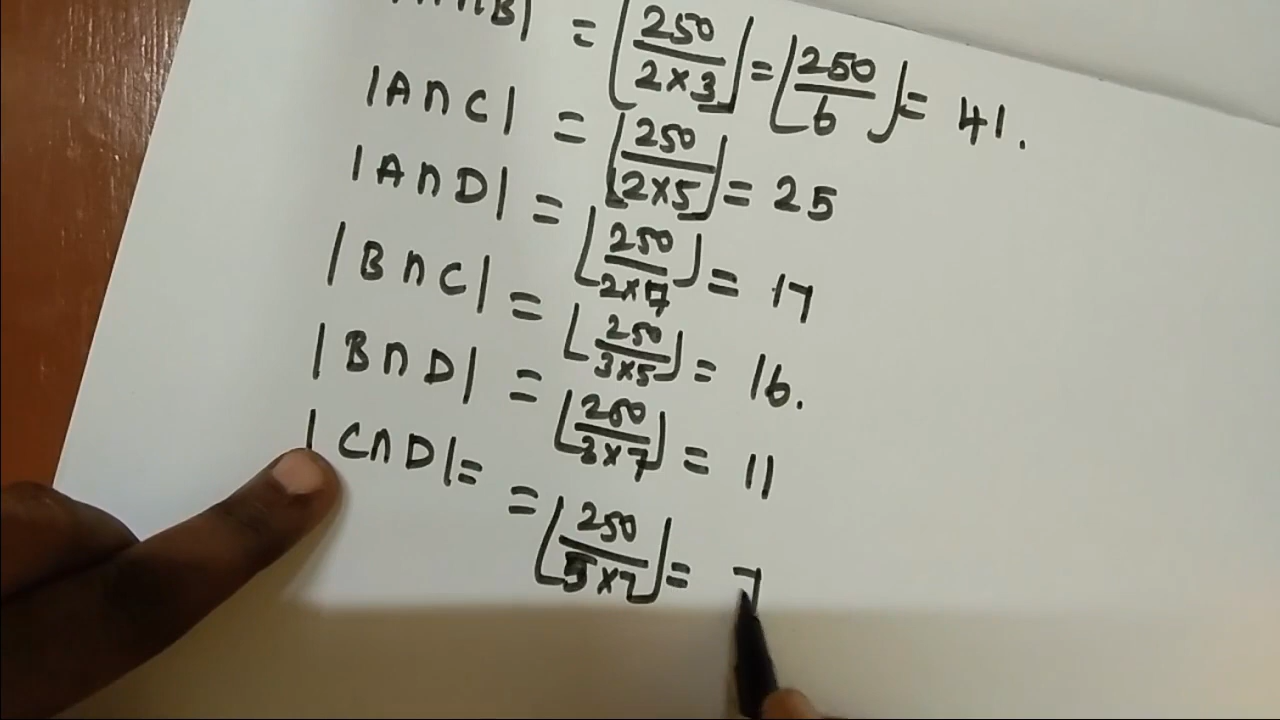 |A∩B| = ⌊250/2×3⌋ = ⌊250/6⌋ = 41.
|A∩C| = ⌊250/2×5⌋ = 25
|A∩D| = ⌊250/2×7⌋ = 17
|B∩C| = ⌊250/3×5⌋ = 16.
|B∩D| = ⌊250/3×7⌋ = 11
|C∩D| = = ⌊250/5×7⌋ = 7